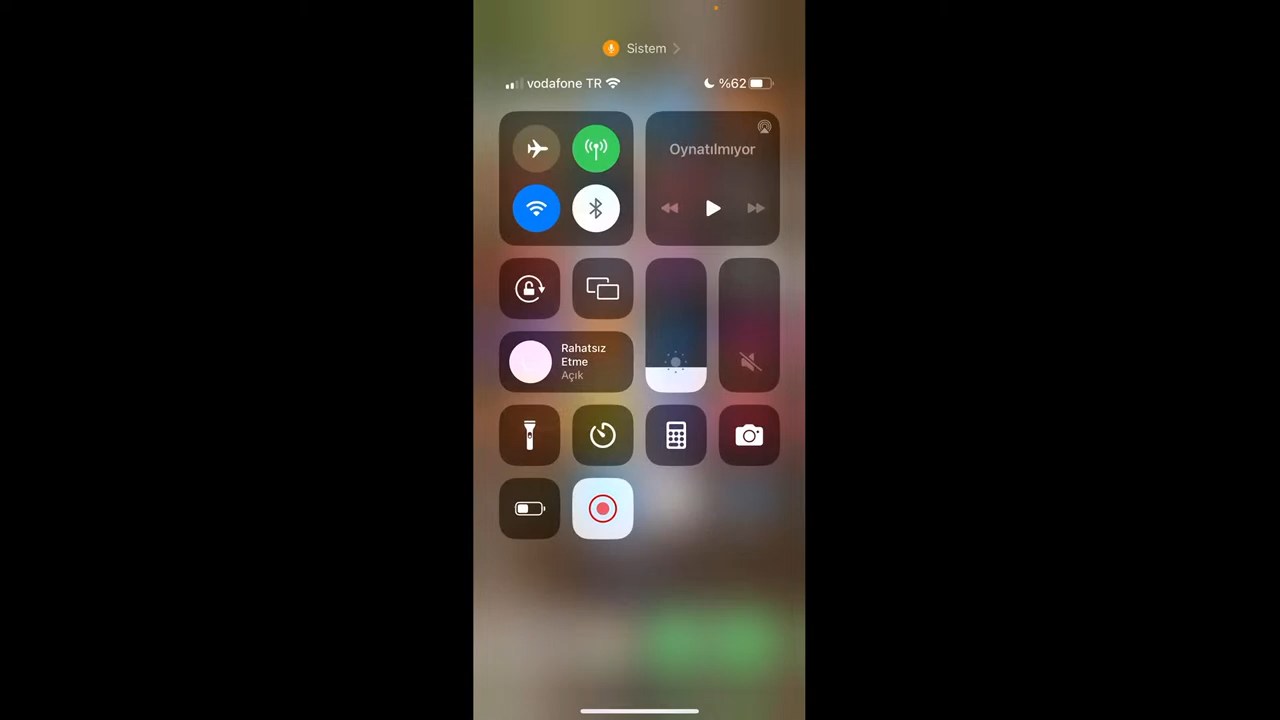 Sistem
vodafone TR %62
Oynatılmıyor
Rahatsız
Etme
Açık